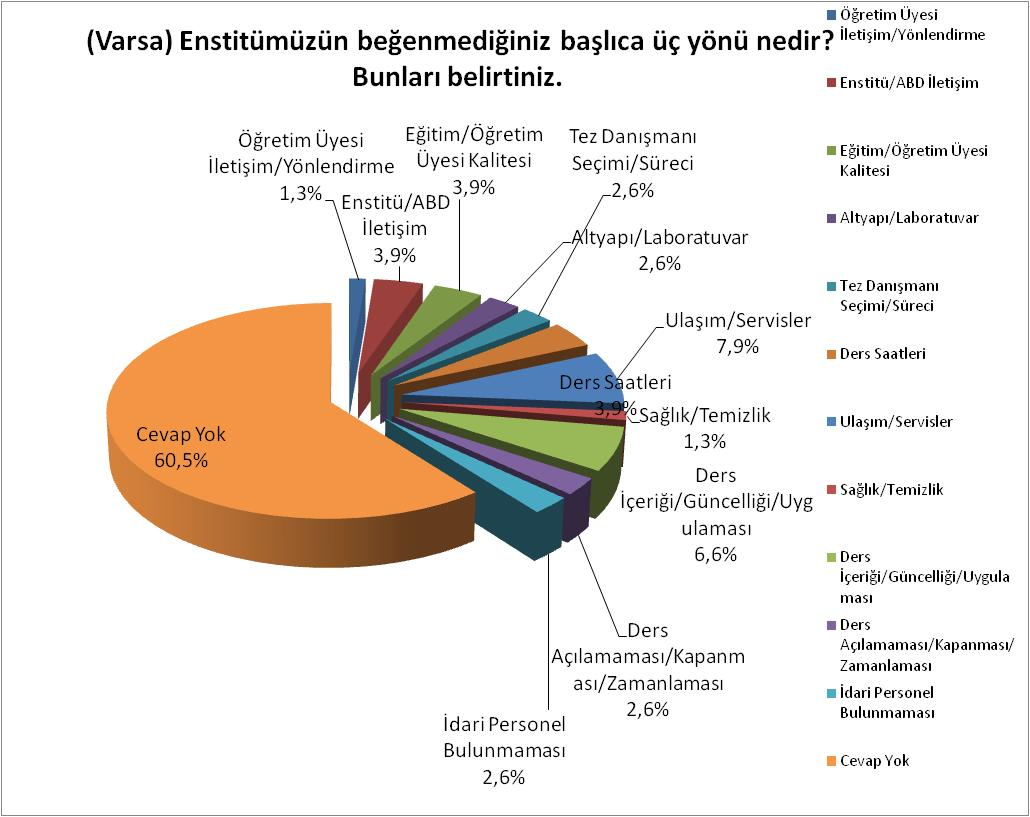 (Varsa) Enstitümüzün beğenmediğiniz başlıca üç yönü nedir?
Bunları belirtiniz.
Öğretim Üyesi
İletişim/Yönlendirme
1,3%
Enstitü/ABD
İletişim
3,9%
Eğitim/Öğretim
Üyesi Kalitesi
3,9%
Tez Danışmanı
Seçimi/Süreci
2,6%
Altyapı/Laboratuvar
2,6%
Ulaşım/Servisler
7,9%
Ders Saatleri
3,9%
Sağlık/Temizlik
1,3%
Ders
İçeriği/Güncelliği/Uyg
ulaması
6,6%
Ders
Açılamaması/Kapanm
ası/Zamanlaması
2,6%
İdari Personel
Bulunmaması
2,6%
Cevap Yok
60,5%
Öğretim Üyesi
İletişim/Yönlendirme
Enstitü/ABD İletişim
Eğitim/Öğretim Üyesi
Kalitesi
Altyapı/Laboratuvar
Tez Danışmanı
Seçimi/Süreci
Ders Saatleri
Ulaşım/Servisler
Sağlık/Temizlik
Ders
İçeriği/Güncelliği/Uygula
ması
Ders
Açılamaması/Kapanması/
Zamanlaması
İdari Personel
Bulunmaması
Cevap Yok